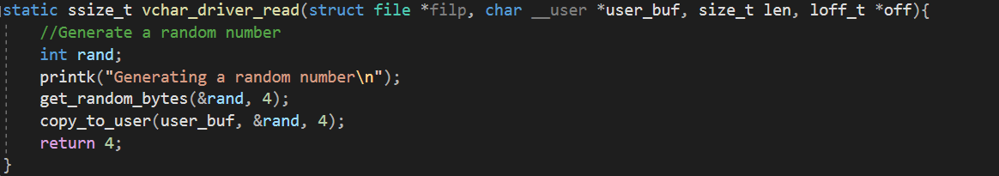 static ssize_t vchar_driver_read(struct file *filp, char __user *user_buf, size_t len, loff_t *off){
    //Generate a random number
    int rand;
    printk("Generating a random number\n");
    get_random_bytes(&rand, 4);
    copy_to_user(user_buf, &rand, 4);
    return 4;
}